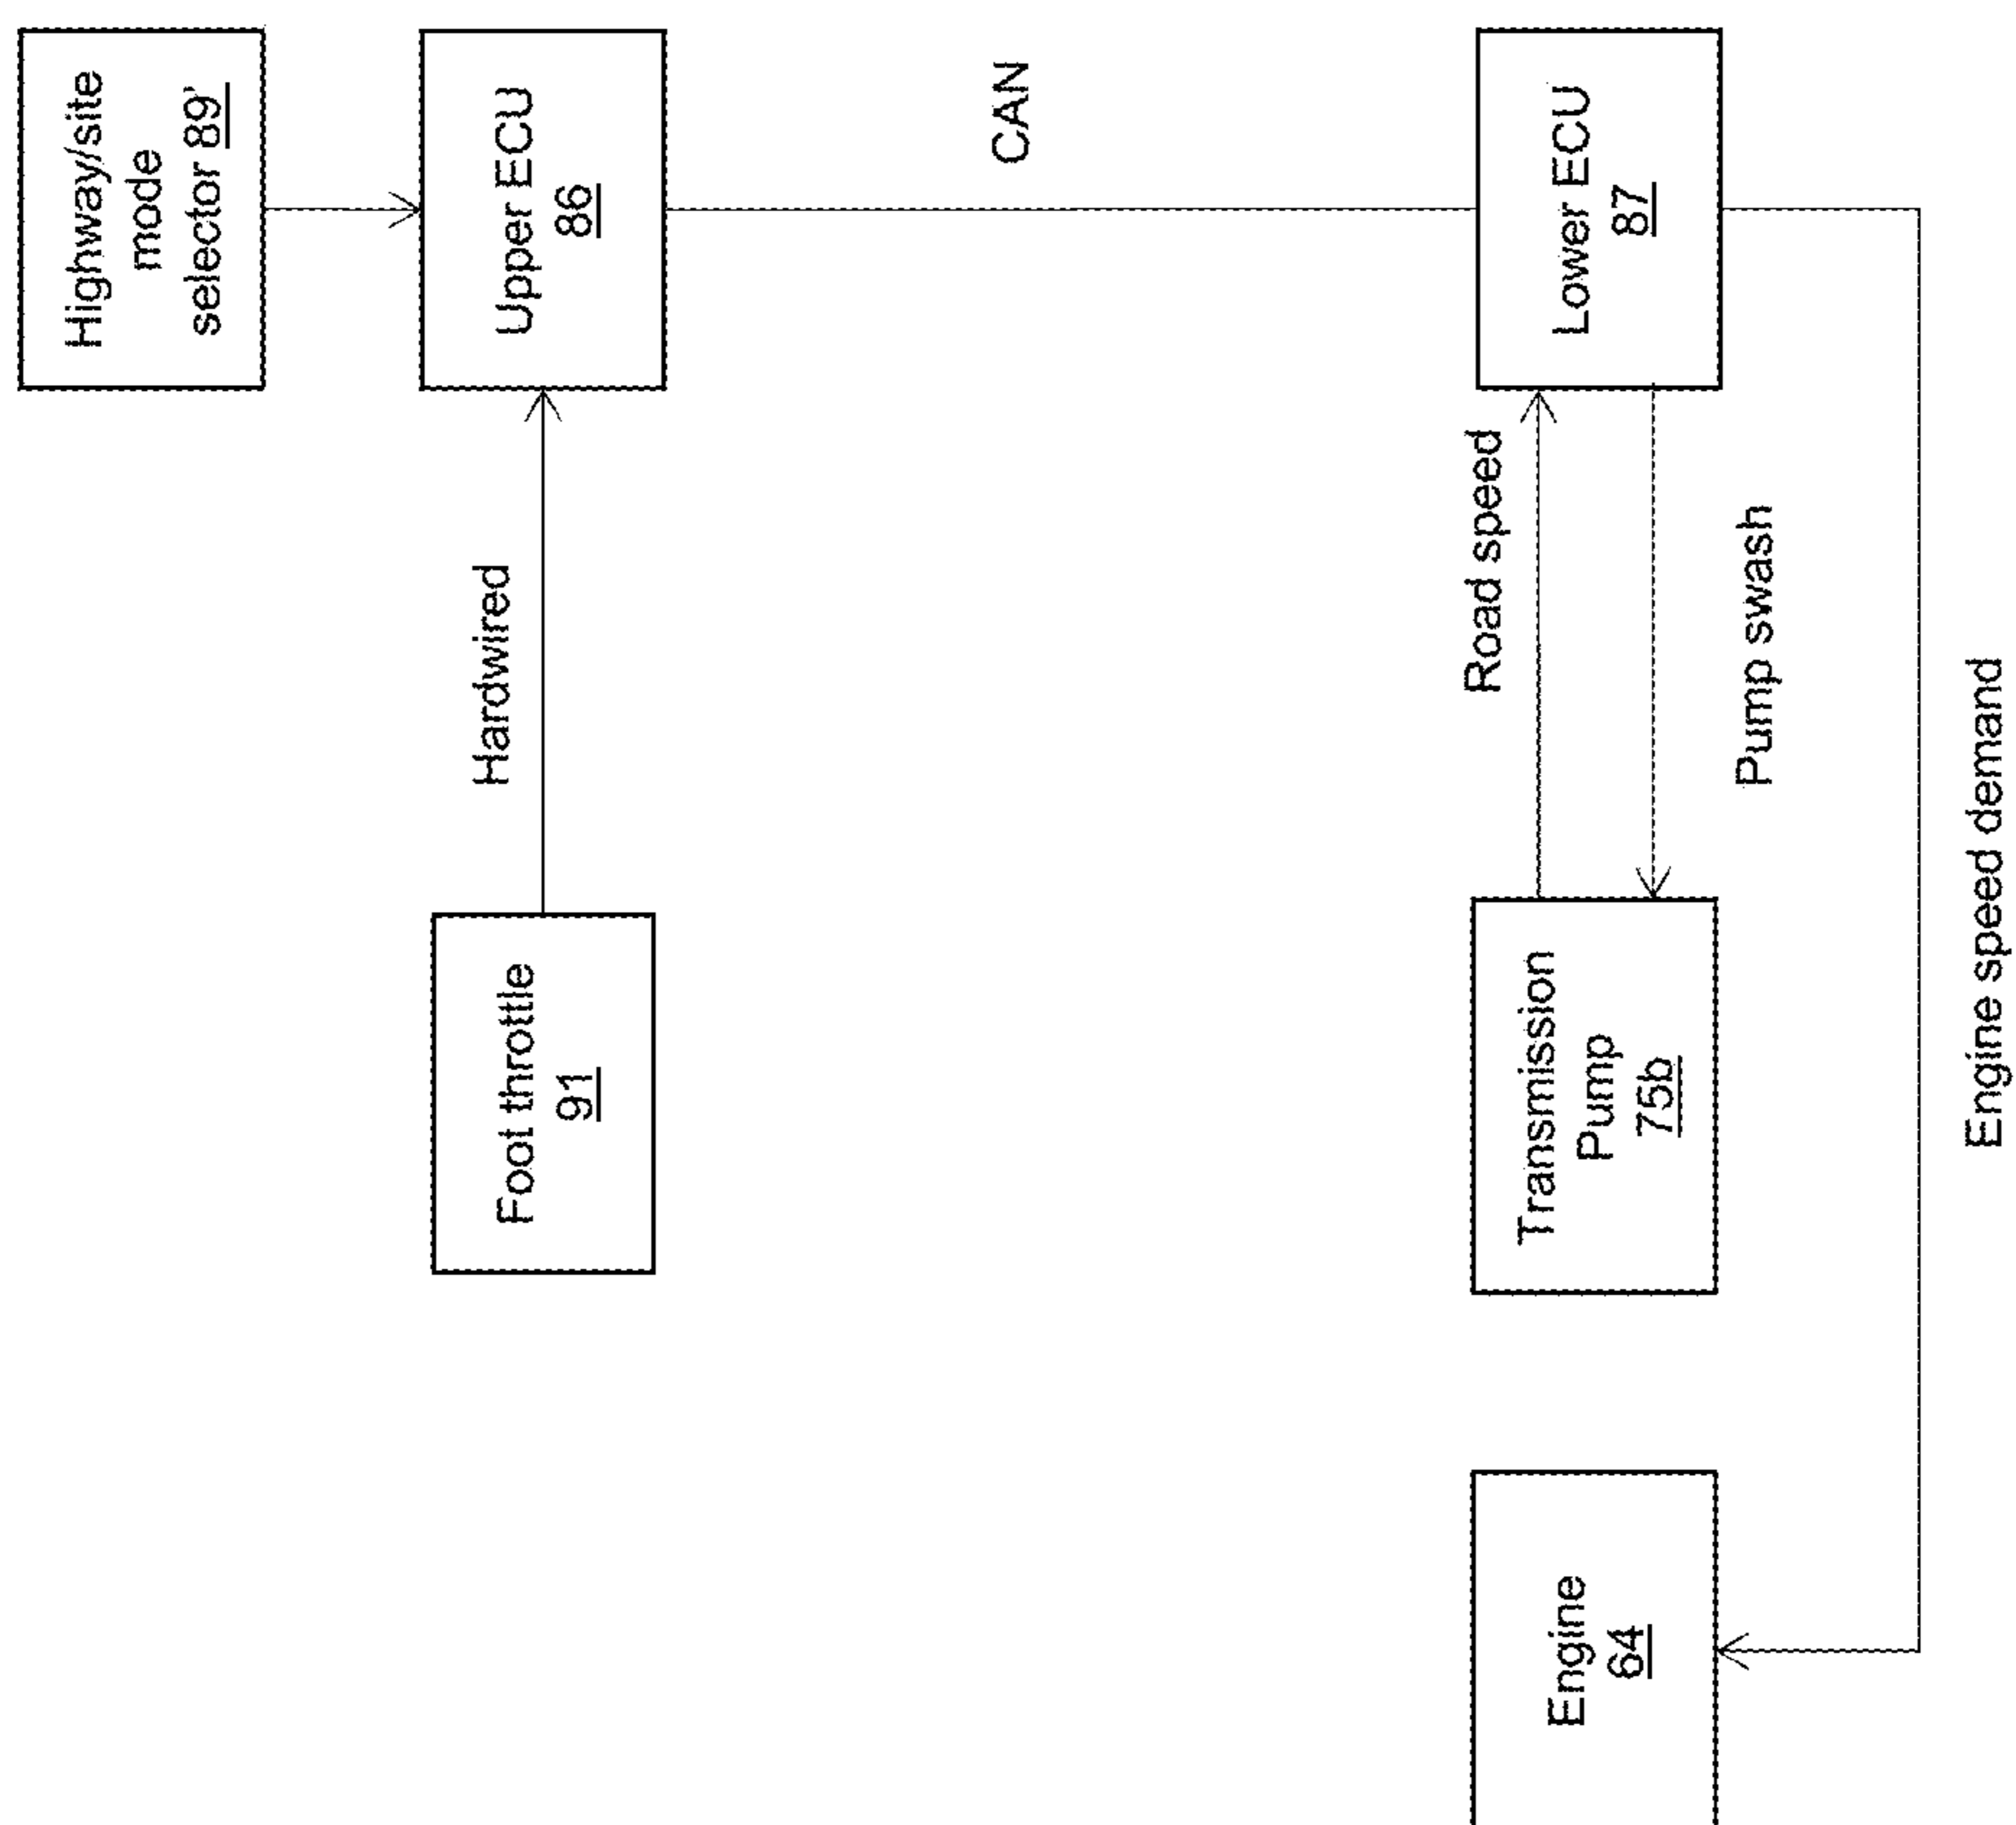 Highway/site
mode
selector 89'
Foot throttle
91
Hardwired
Upper ECU
86
CAN
Engine
64
Transmission
Pump
75b
Road speed
Lower ECU
87
Pump swash
Engine speed demand